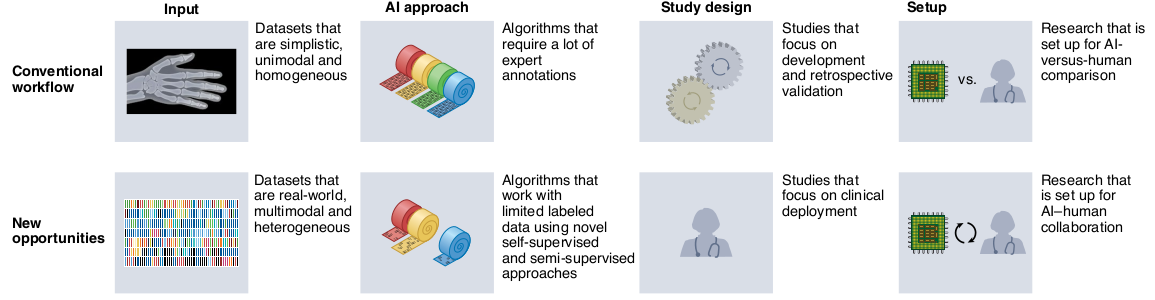 Input
AI approach
Study design
Setup
Conventional
workflow
Datasets that
are simplistic,
unimodal and
homogeneous
Algorithms that
require a lot of
expert
annotations
Studies that
focus on
development
and retrospective
validation
vs.
Research that is
set up for AI-
versus-human
comparison
New
opportunities
Datasets that
are real-world,
multimodal and
heterogeneous
Algorithms that
work with
limited labeled
data using novel
self-supervised
and semi-supervised
approaches
Studies that
focus on clinical
deployment
Research that
is set up for
AI–human
collaboration